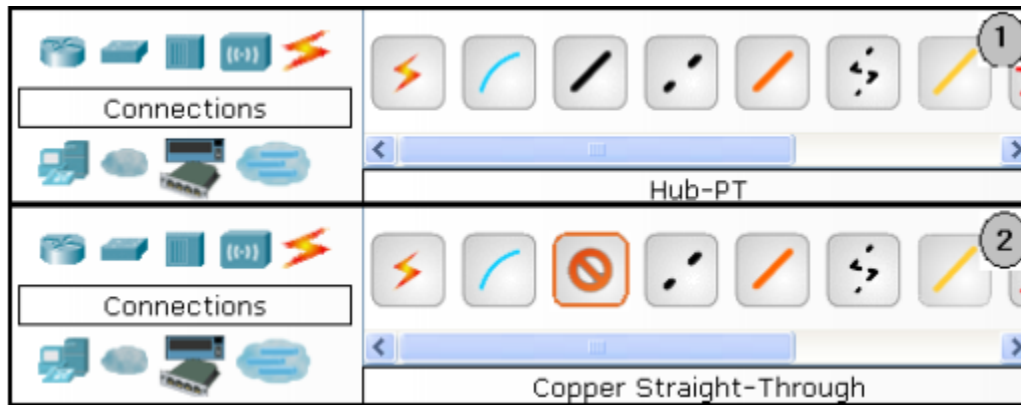 1
Connections
Hub-PT
2
Connections
Copper Straight-Through